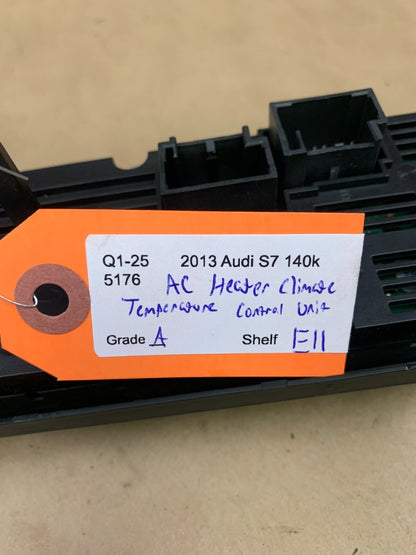 Q1-25 2013 Audi S7 140k
5176 AC Heater Climate
Temperature Control Unit
Grade A Shelf E11